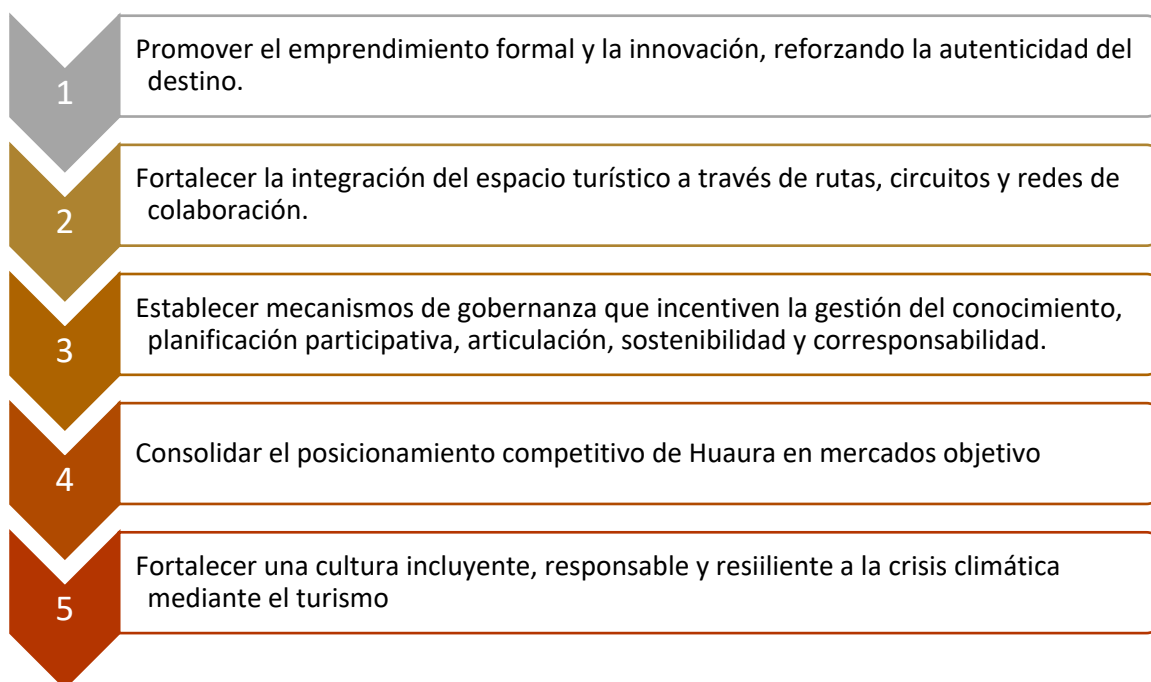 1
Promover el emprendimiento formal y la innovación, reforzando la autenticidad del
destino.
2
Fortalecer la integración del espacio turístico a través de rutas, circuitos y redes de
colaboración.
3
Establecer mecanismos de gobernanza que incentiven la gestión del conocimiento,
planificación participativa, articulación, sostenibilidad y corresponsabilidad.
4
Consolidar el posicionamiento competitivo de Huaura en mercados objetivo
5
Fortalecer una cultura incluyente, responsable y resiiliente a la crisis climática
mediante el turismo